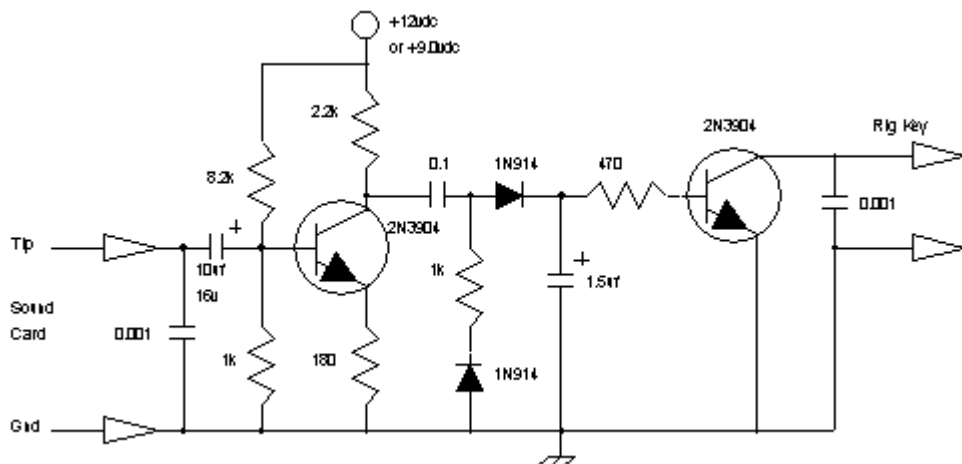 +12vdc
or +9.0vdc
2.2k
2N3904
Rig Key
8.2k
0.1
1N914
470
0.001
2N3904
Tip
10uf
16v
+
+
1k
1.5uf
Sound
Card
0.001
1k
180
1N914
Gnd